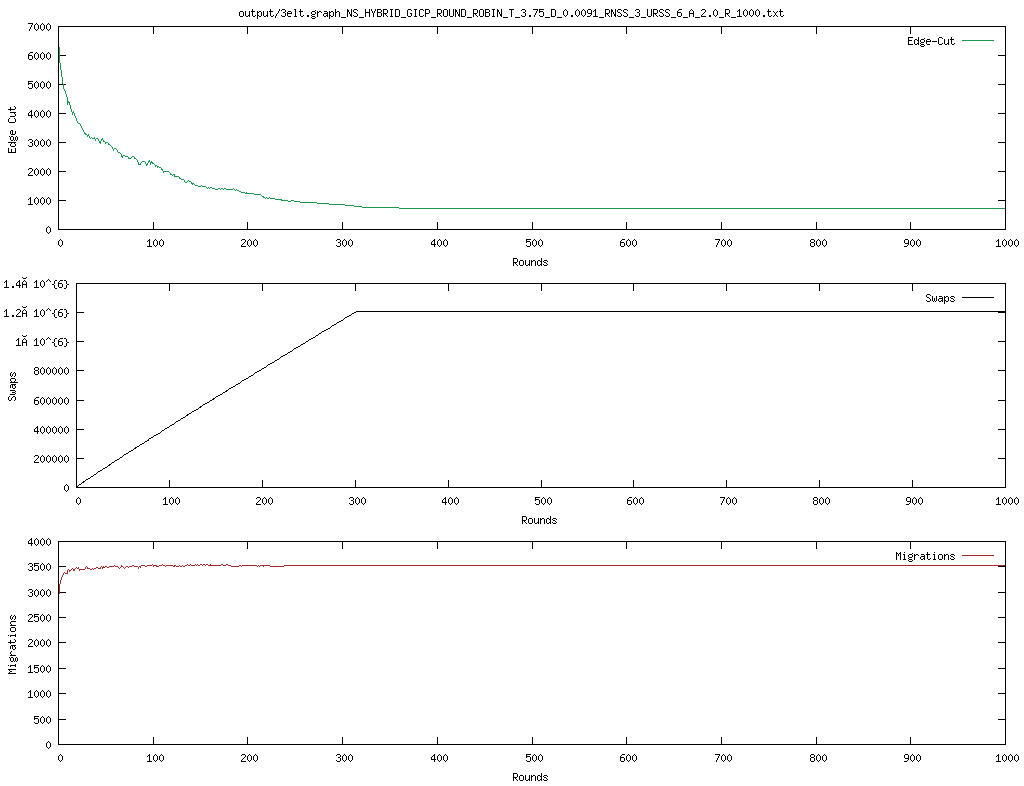 output/3elt.graph_NS_HYBRID_GICP_ROUND_ROBIN_T_3.75_D_0.0091_RNSS_3_URSS_6_A_2.0_R_1000.txt
7000
6000
5000
4000
3000
2000
1000
0
Edge Cut
Edge-Cut
0 100 200 300 400 500 600 700 800 900 1000
Rounds
1.4Ã 10^{6}
1.2Ã 10^{6}
1Ã 10^{6}
800000
600000
400000
200000
0
Swaps
Swaps
0 100 200 300 400 500 600 700 800 900 1000
Rounds
4000
3500
3000
2500
2000
1500
1000
500
0
Migrations
Migrations
0 100 200 300 400 500 600 700 800 900 1000
Rounds